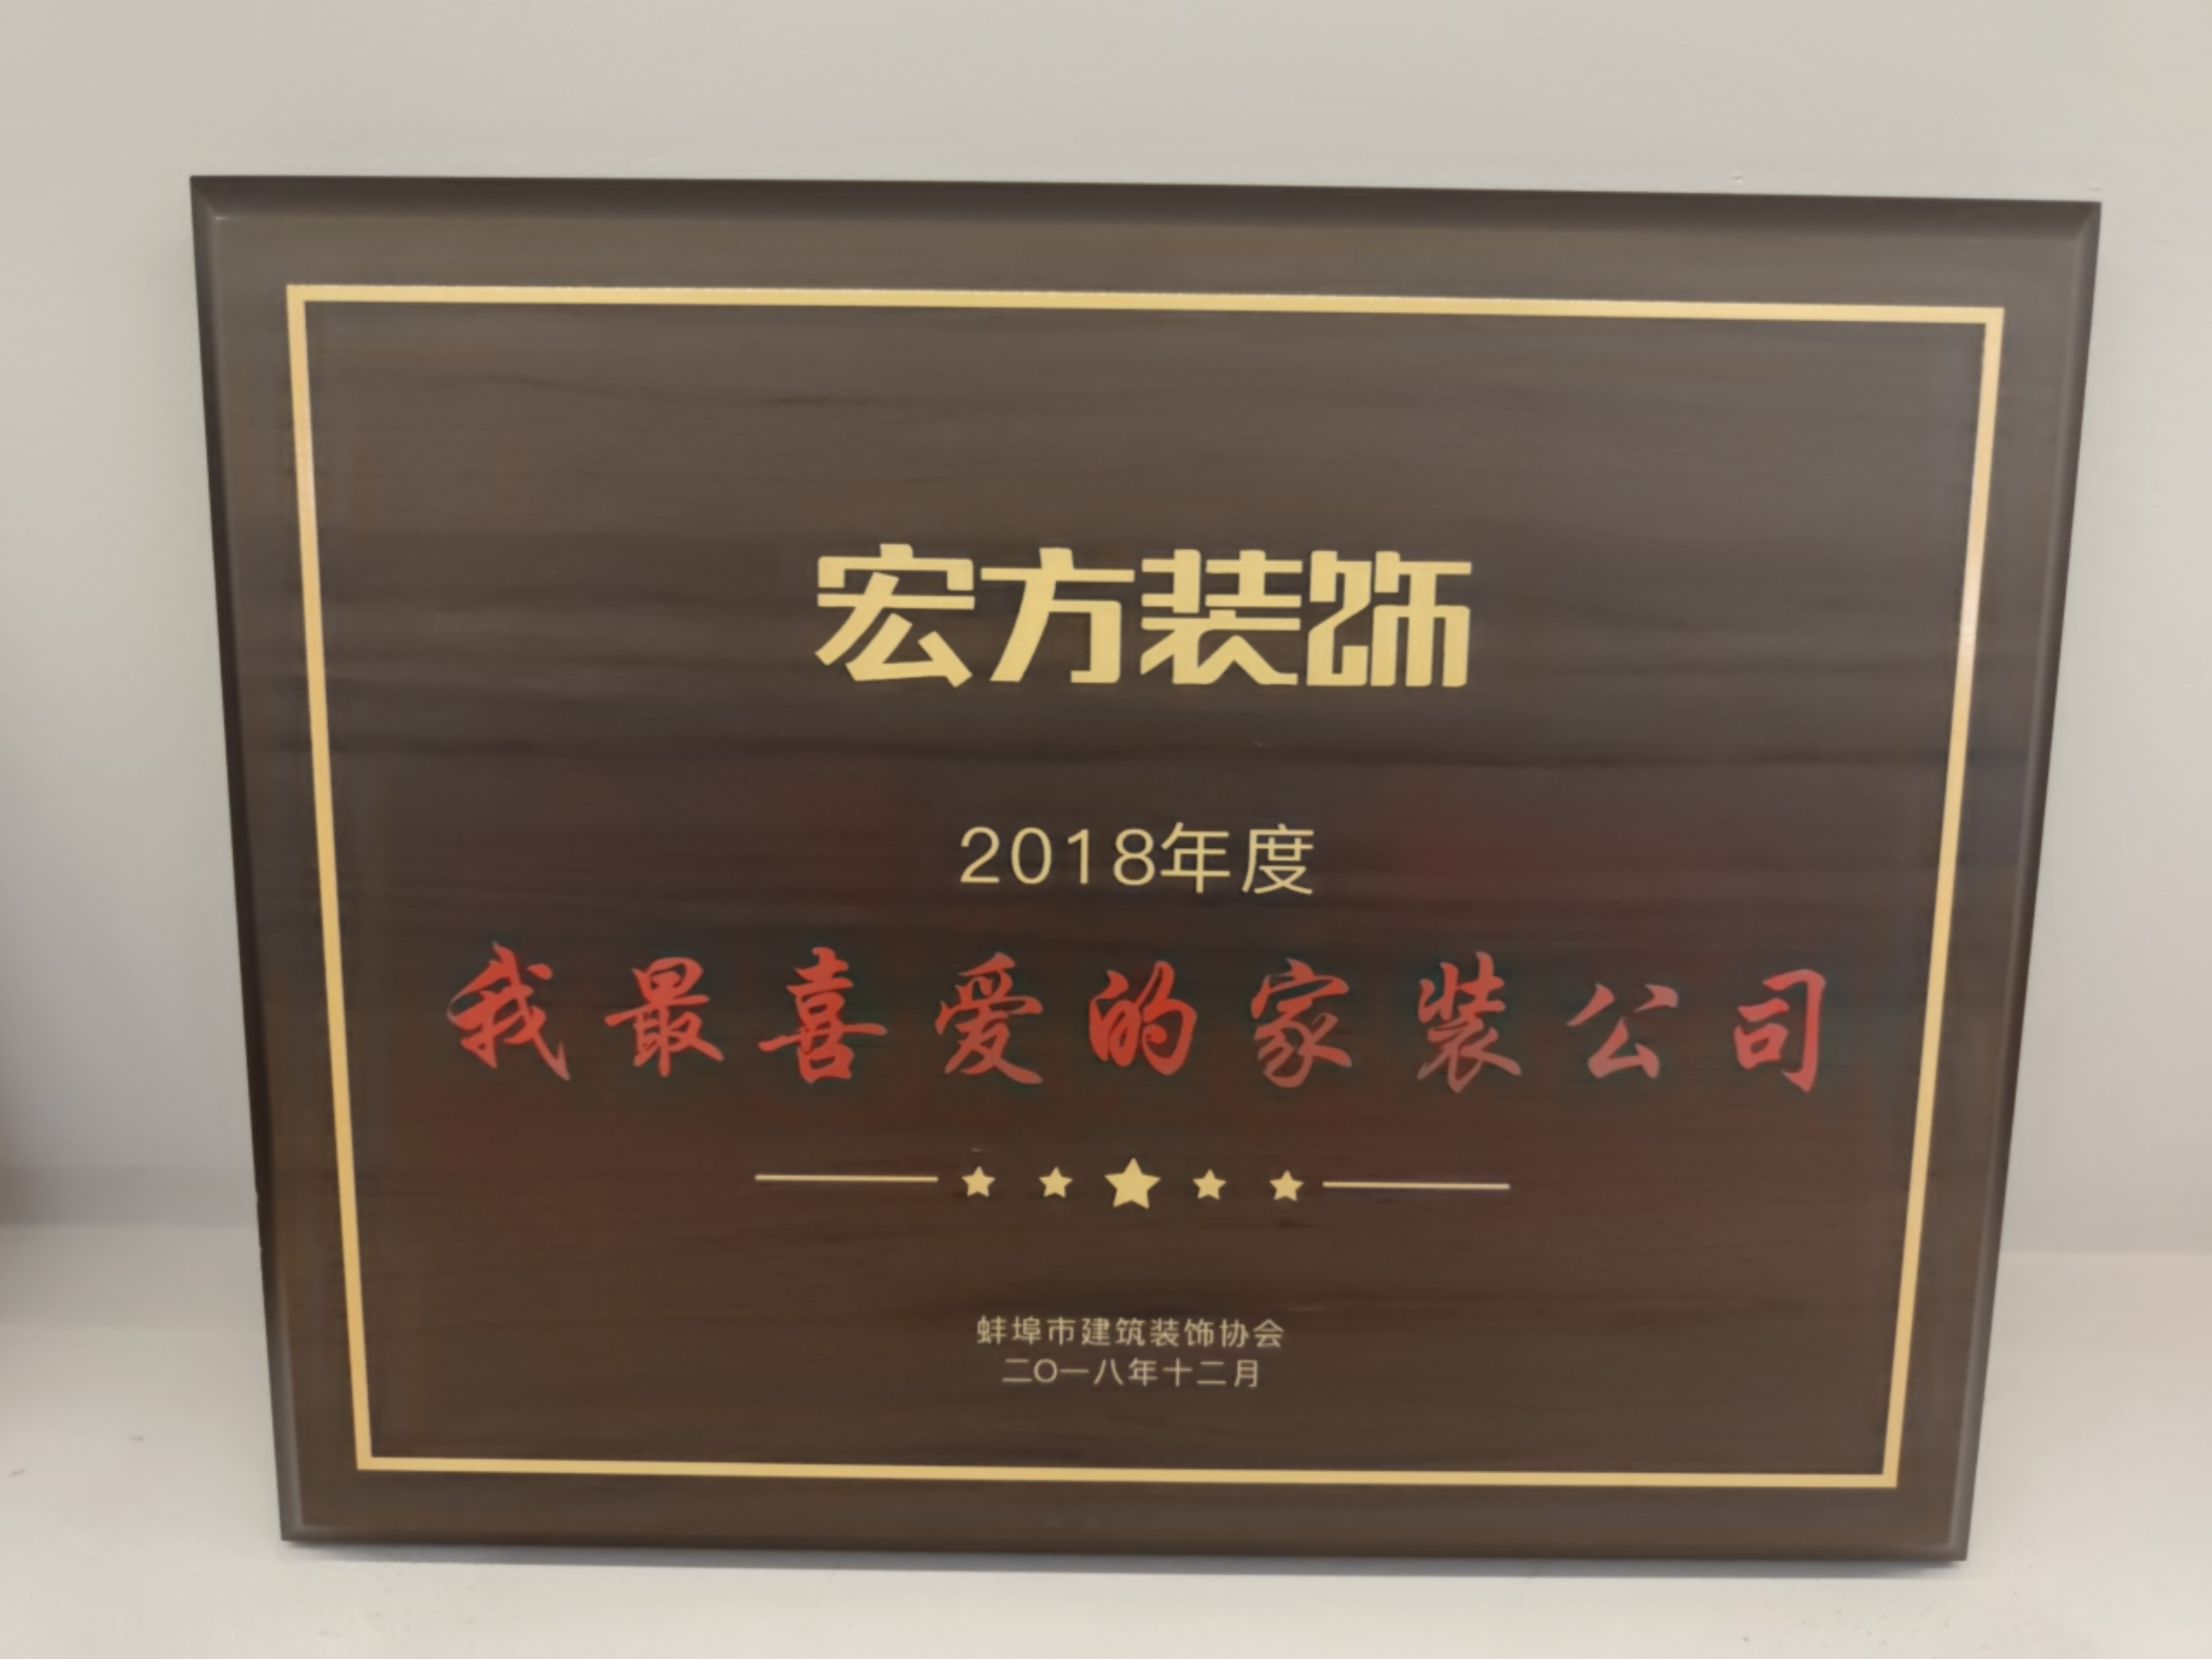 宏方装饰
2018年度
我最喜爱的家装公司
蚌埠市建筑装饰协会
二〇一八年十二月